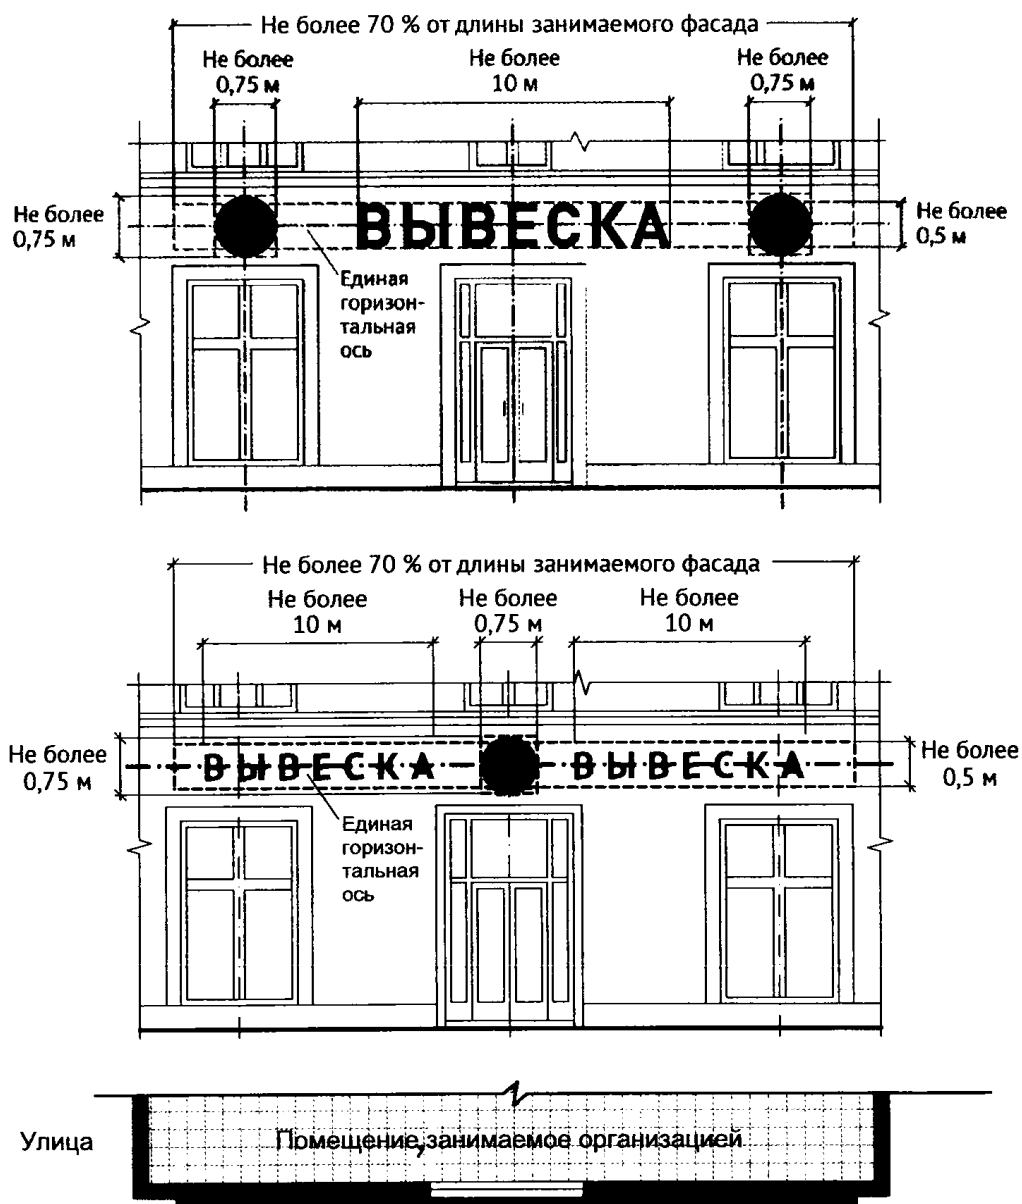 Не более 70 % от длины занимаемого фасада
Не более
0,75 м
Не более
10 м
Не более
0,75 м
Не более
0,75 м
ВЫВЕСКА
Не более
0,5 м
Единая
горизон-
тальная
ось
Не более 70 % от длины занимаемого фасада
Не более
10 м
Не более
0,75 м
Не более
10 м
Не более
0,75 м
ВЫВЕСКА
ВЫВЕСКА
Не более
0,5 м
Единая
горизон-
тальная
ось
Улица
Помещение, занимаемое организацией